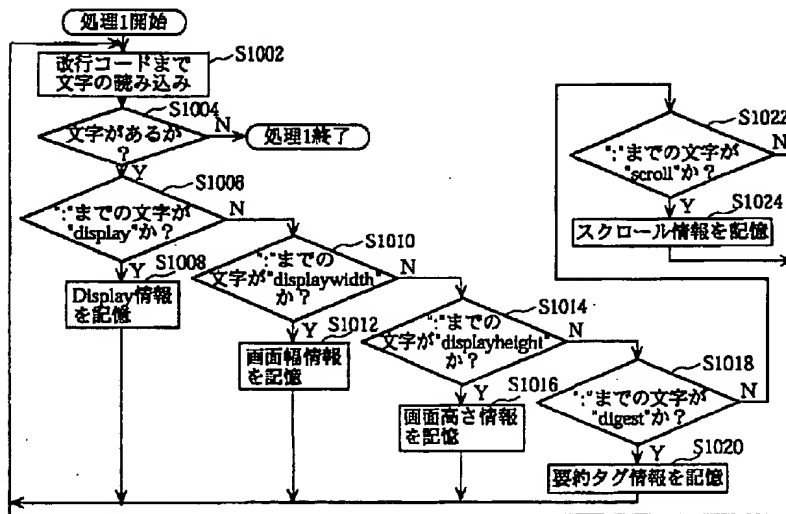 処理1開始
S1002
改行コードまで
文字の読み込み
S1004
文字があるか
?
N
処理1終了
Y
S1006
":"までの文字が
"display"か?
N
Y
S1008
Display情報
を記憶
S1010
":"までの
文字が"displaywidth"
か?
N
Y
S1012
画面幅情報
を記憶
S1014
":"までの
文字が"displayheight"
か?
N
Y
S1016
画面高さ情報
を記憶
S1018
":"までの文字が
"digest"か?
N
Y
S1020
要約タグ情報を記憶
S1022
":"までの文字が
"scroll"か?
N
Y
S1024
スクロール情報を記憶